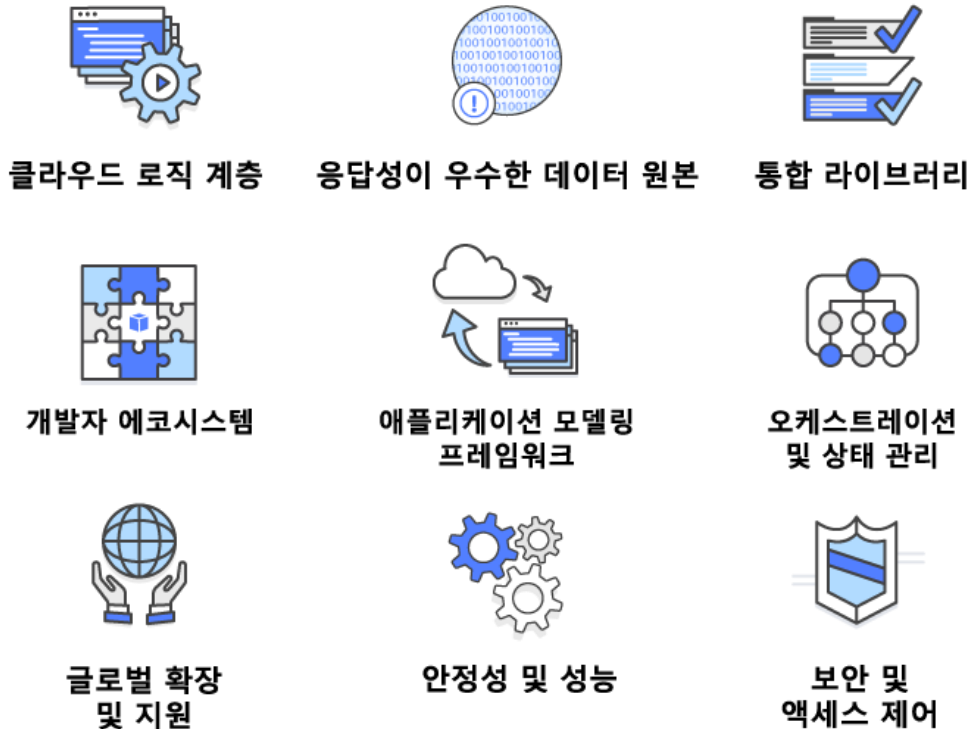 클라우드 로직 계층
응답성이 우수한 데이터 원본
통합 라이브러리
개발자 에코시스템
애플리케이션 모델링
프레임워크
오케스트레이션
및 상태 관리
글로벌 확장
및 지원
안정성 및 성능
보안 및
액세스 제어